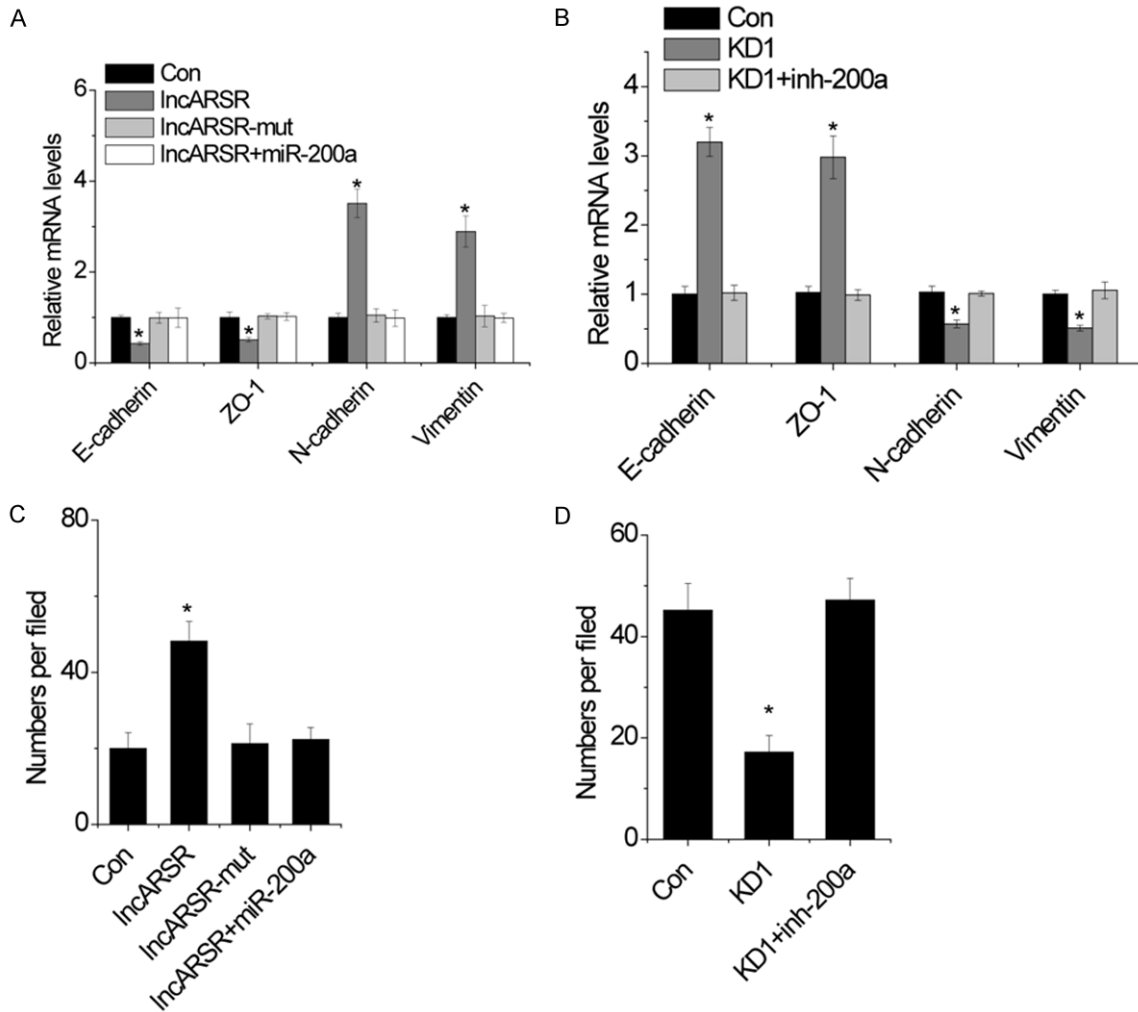 A
Con
lncARSR
lncARSR-mut
lncARSR+miR-200a
Relative mRNA levels
6
4
2
0
*
*
*
*
E-cadherin
ZO-1
N-cadherin
Vimentin
B
Con
KD1
KD1+inh-200a
Relative mRNA levels
4
3
2
1
0
*
*
*
*
E-cadherin
ZO-1
N-cadherin
Vimentin
C
Numbers per filed
80
40
0
*
Con
lncARSR
lncARSR-mut
lncARSR+miR-200a
D
Numbers per filed
60
40
20
0
*
Con
KD1
KD1+inh-200a